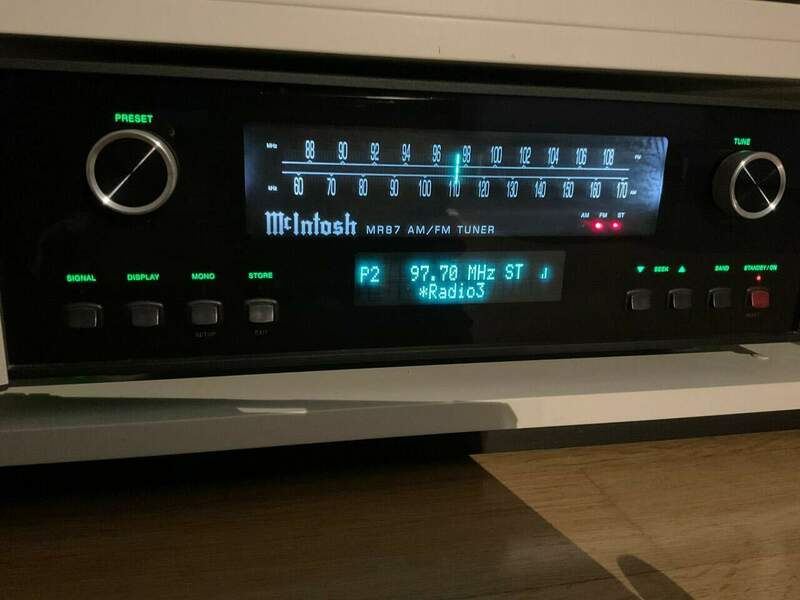 PRESET
TUNE
MHz 88 90 92 94 96 98 100 102 104 106 108 FM
kHz 60 70 80 90 100 110 120 130 140 150 160 170 AM
AM FM ST
McIntosh MR87 AM/FM TUNER
SIGNAL DISPLAY MONO STORE
P2 97.70 MHz ST
*Radio3
SEEK BAND STANDBY/ON
SETUP EXIT
RESET